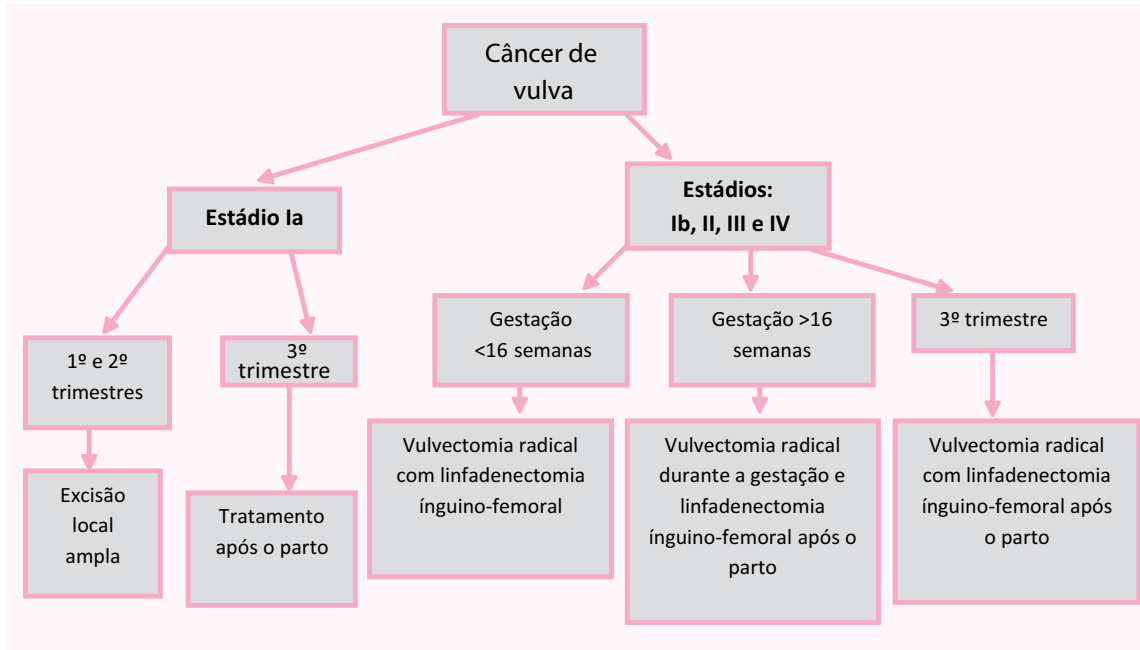 Câncer de
vulva
Estádio Ia
Estádios:
Ib, II, III e IV
1º e 2º
trimestres
3º
trimestre
Gestação
<16 semanas
Gestação >16
semanas
3º trimestre
Excisão
local
ampla
Tratamento
após o parto
Vulvectomia radical
com linfadenectomia
ínguino-femoral
Vulvectomia radical
durante a gestação e
linfadenectomia
ínguino-femoral após o
parto
Vulvectomia radical
com linfadenectomia
ínguino-femoral após
o parto